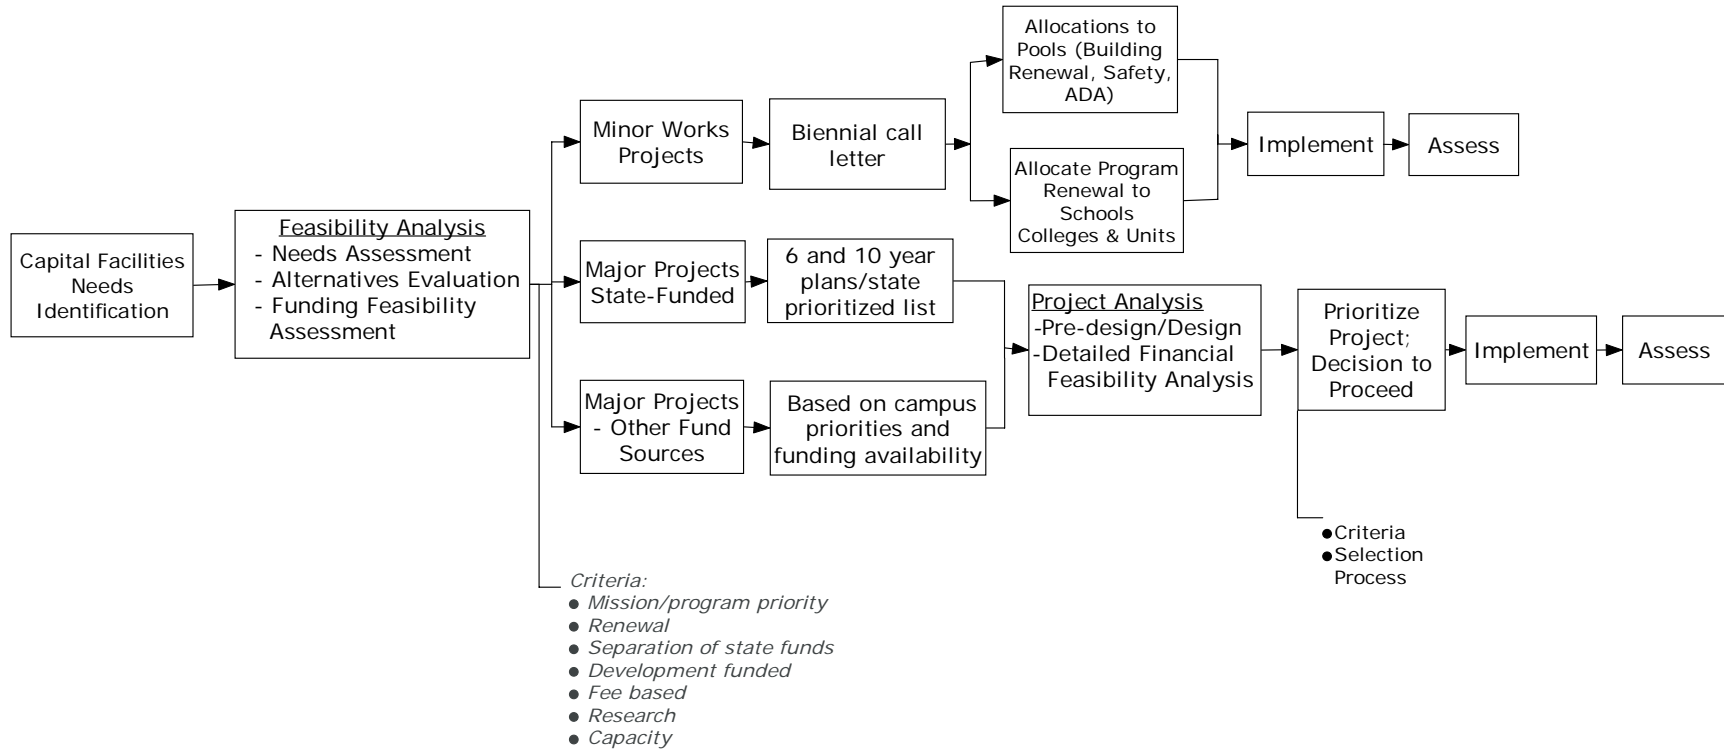 Capital Facilities
Needs
Identification
Feasibility Analysis
- Needs Assessment
- Alternatives Evaluation
- Funding Feasibility
Assessment
Minor Works
Projects
Biennial call
letter
Allocations to
Pools (Building
Renewal, Safety,
ADA)
Allocate Program
Renewal to
Schools
Colleges & Units
Implement
Assess
Major Projects
State-Funded
6 and 10 year
plans/state
prioritized list
Major Projects
- Other Fund
Sources
Based on campus
priorities and
funding availability
Project Analysis
-Pre-design/Design
-Detailed Financial
Feasibility Analysis
Prioritize
Project;
Decision to
Proceed
Implement
Assess
● Criteria
● Selection
Process
Criteria:
● Mission/program priority
● Renewal
● Separation of state funds
● Development funded
● Fee based
● Research
● Capacity